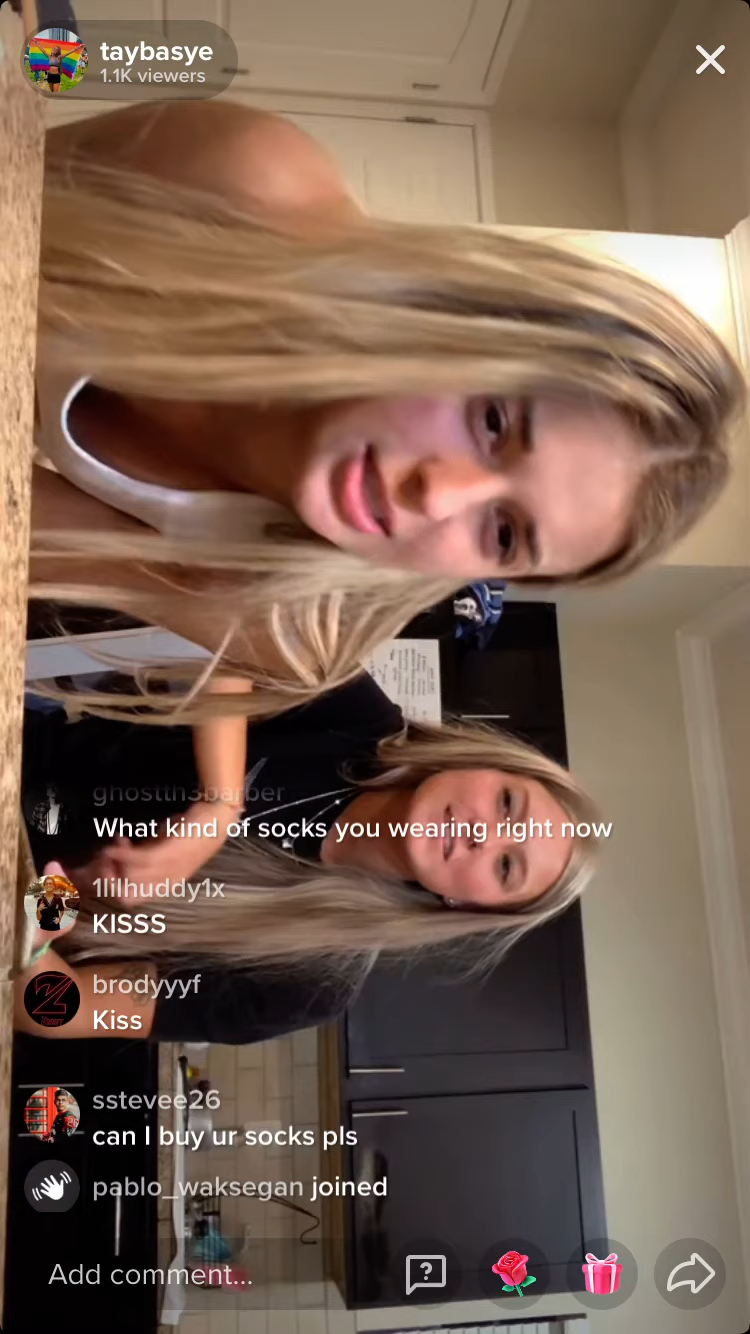 taybasye
1.1K viewers
ghostth3barber
What kind of socks you wearing right now
1lilhuddy1x
KISSS
brodyyyf
Kiss
sstevee26
can I buy ur socks pls
pablo_waksegan joined
Add comment...
?